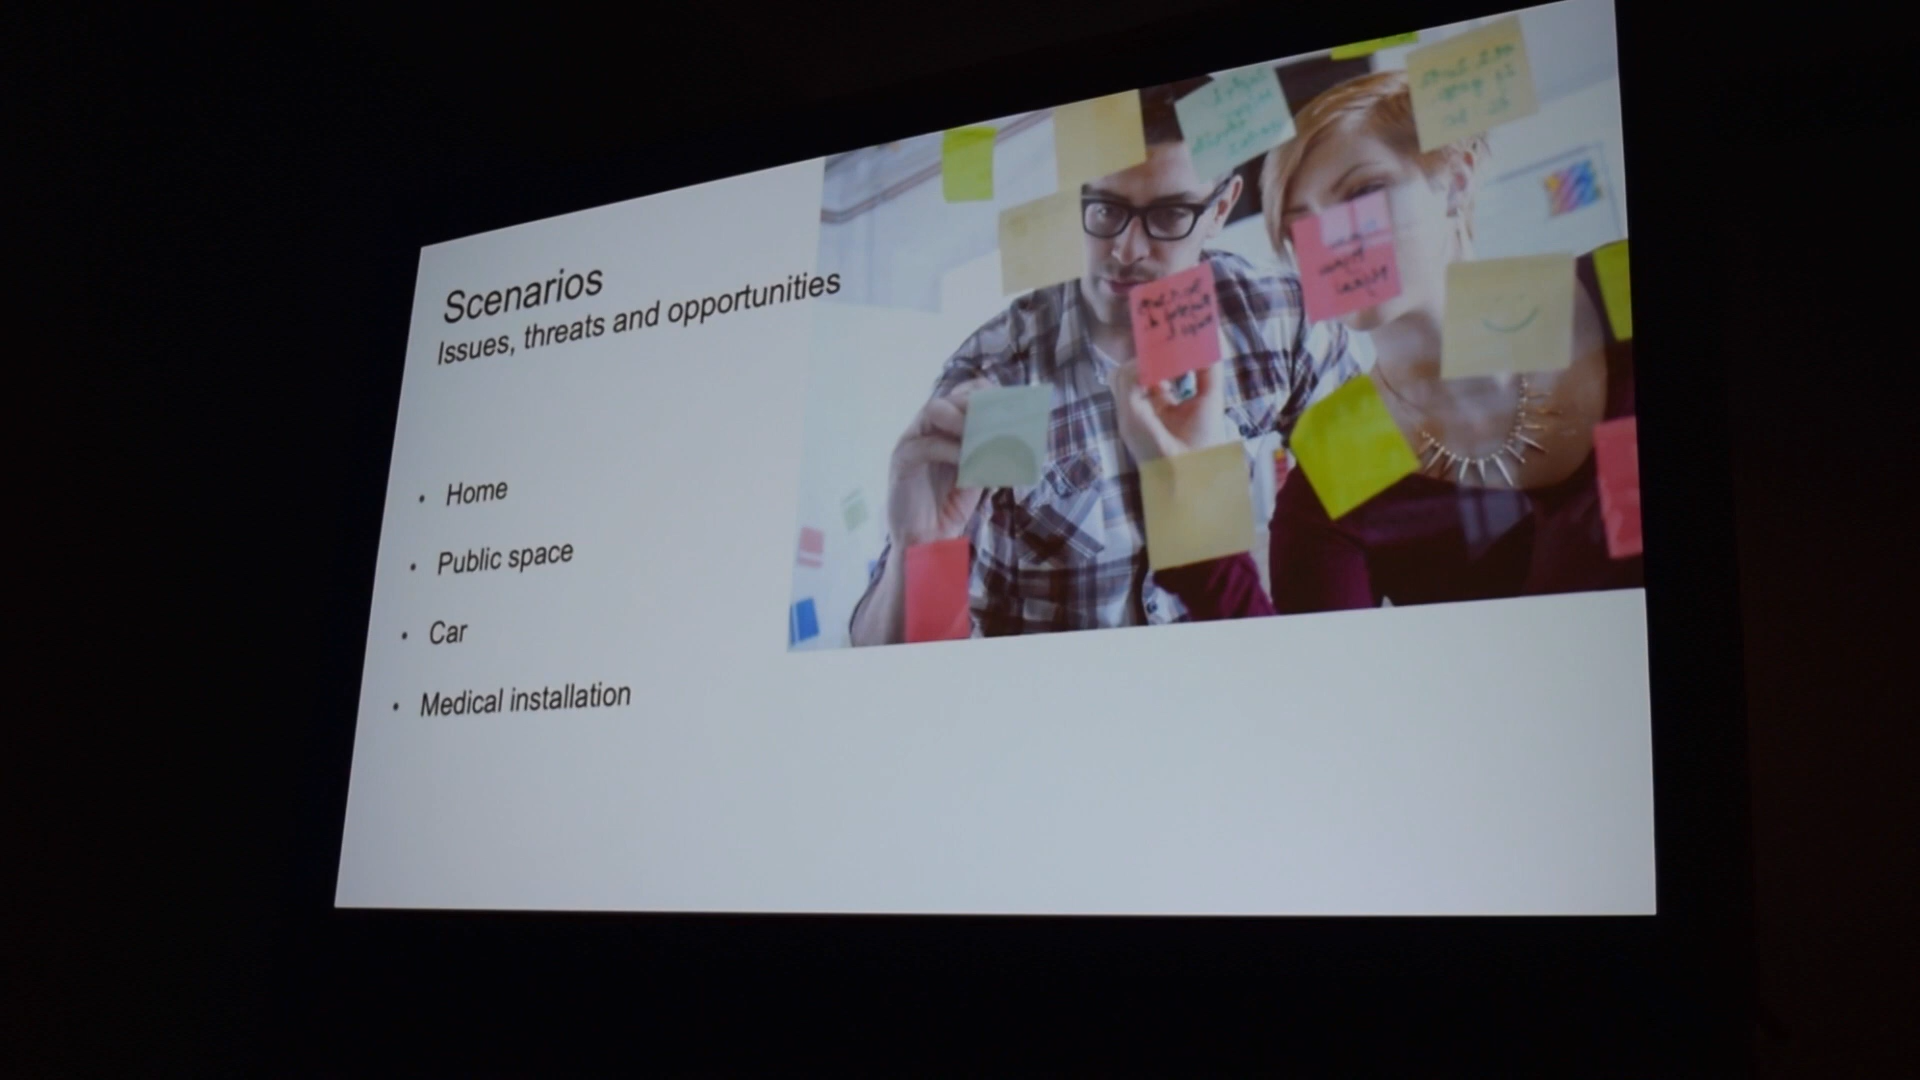 Scenarios
Issues, threats and opportunities
• Home
• Public space
• Car
• Medical installation